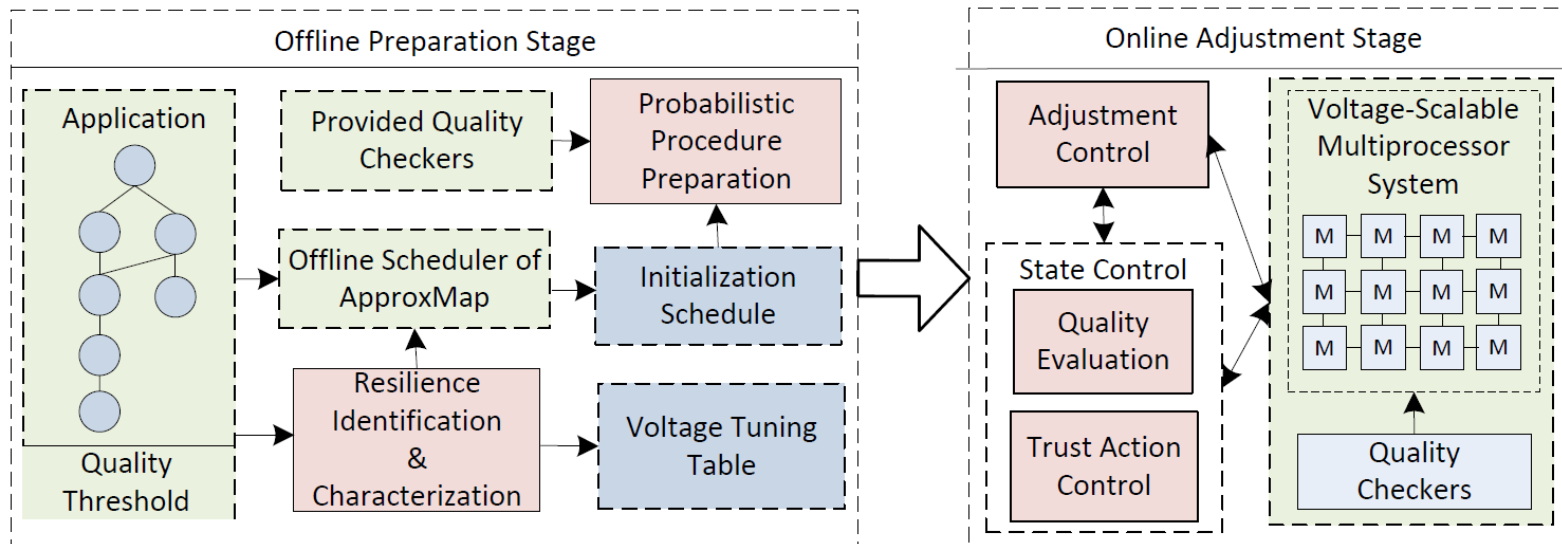 Offline Preparation Stage
Application
Quality
Threshold
Provided Quality
Checkers
Probabilistic
Procedure
Preparation
Offline Scheduler of
ApproxMap
Initialization
Schedule
Resilience
Identification
&
Characterization
Voltage Tuning
Table
Online Adjustment Stage
Adjustment
Control
State Control
Quality
Evaluation
Trust Action
Control
Voltage-Scalable
Multiprocessor
System
M M M M
M M M M
M M M M
Quality
Checkers